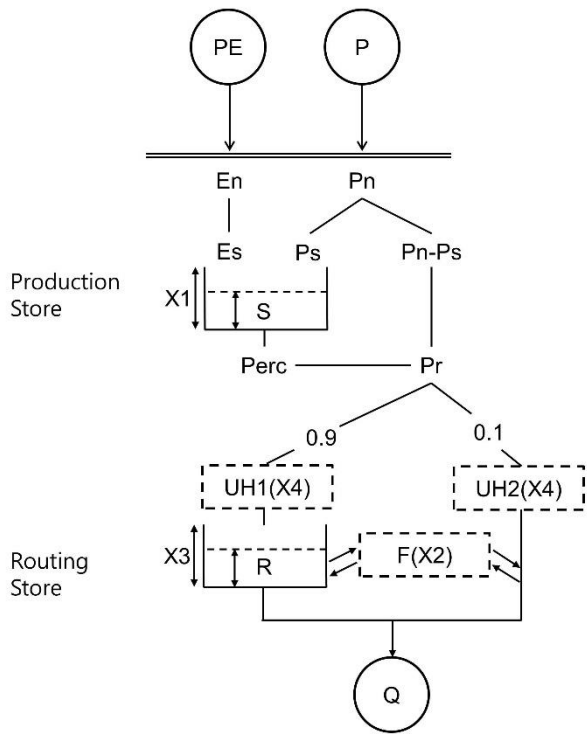 PE
P
En
Pn
Es
Ps
Pn-Ps
Production
Store
X1
S
Perc
Pr
0.9
0.1
UH1(X4)
UH2(X4)
Routing
Store
X3
R
F(X2)
Q